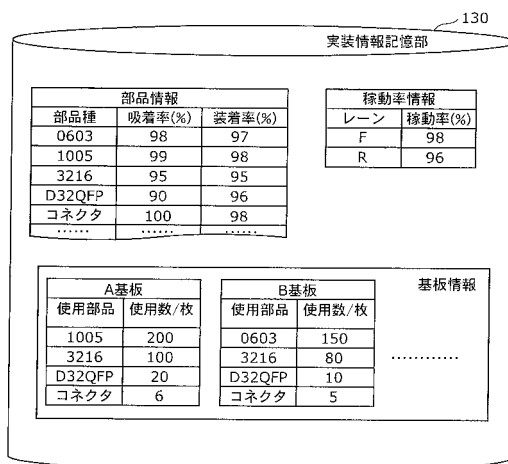 130
実装情報記憶部
部品情報
部品種 吸着率(%) 装着率(%)
0603 98 97
1005 99 98
3216 95 95
D32QFP 90 96
コネクタ 100 98
…… …… ……
稼動率情報
レーン 稼動率(%)
F 98
R 96
基板情報
A基板
使用部品 使用数/枚
1005 200
3216 100
D32QFP 20
コネクタ 6
B基板
使用部品 使用数/枚
0603 150
3216 80
D32QFP 10
コネクタ 5
…………